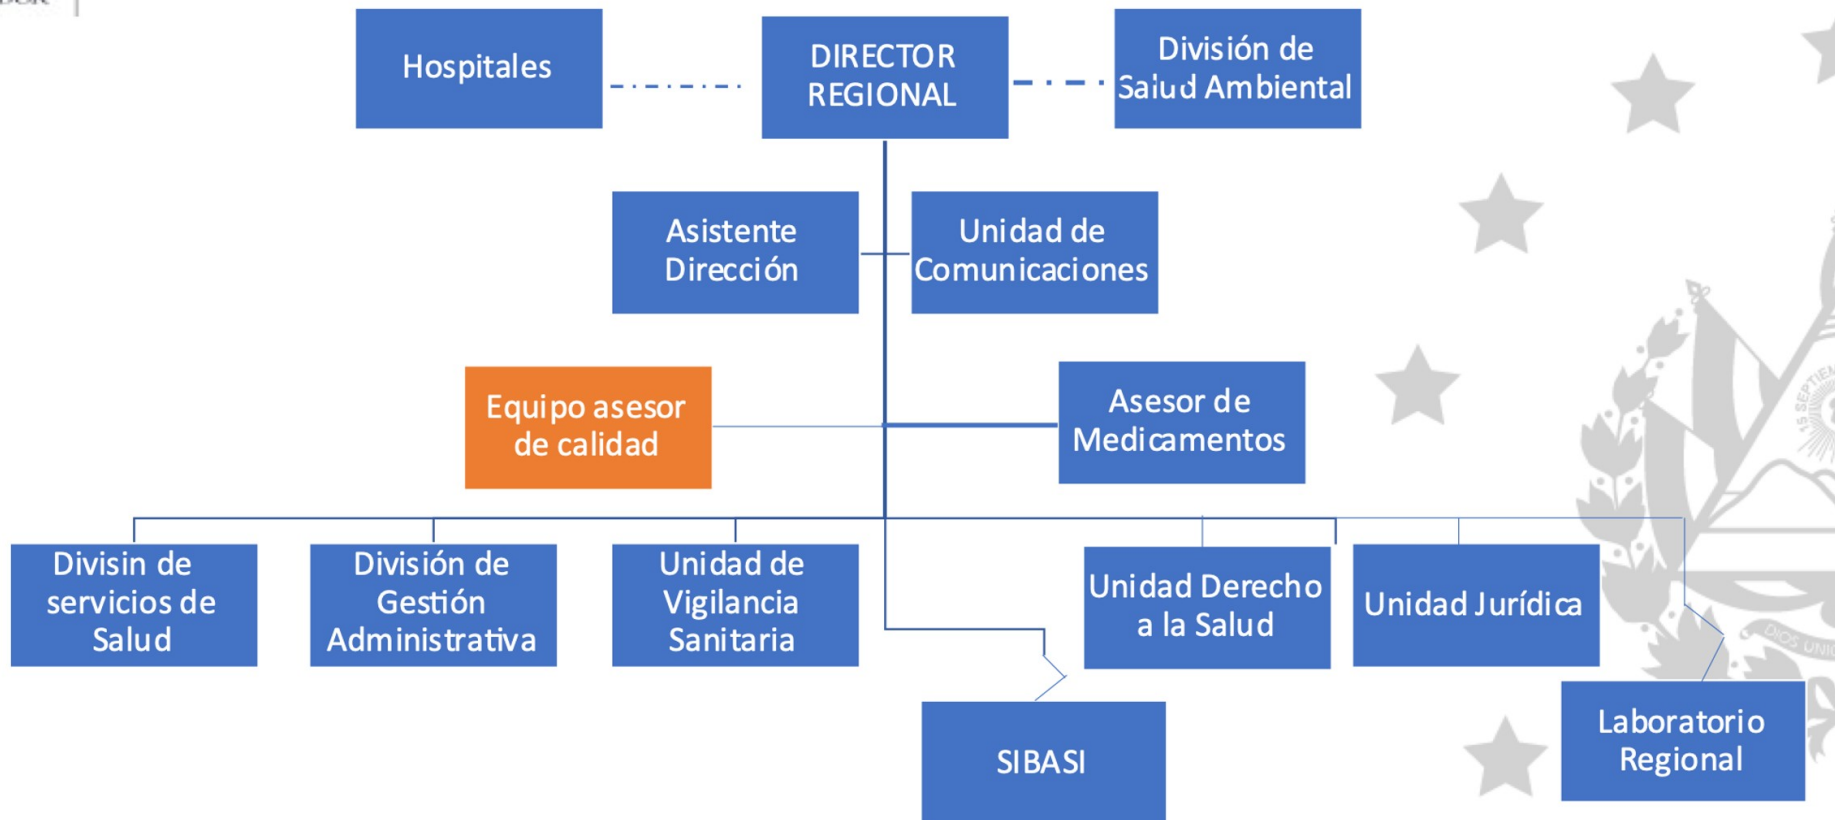 Hospitales
DIRECTOR
REGIONAL
División de
Salud Ambiental
Asistente
Dirección
Unidad de
Comunicaciones
Equipo asesor
de calidad
Asesor de
Medicamentos
Divisin de
servicios de
Salud
División de
Gestión
Administrativa
Unidad de
Vigilancia
Sanitaria
Unidad Derecho
a la Salud
Unidad Jurídica
SIBASI
Laboratorio
Regional
DIOS UNI